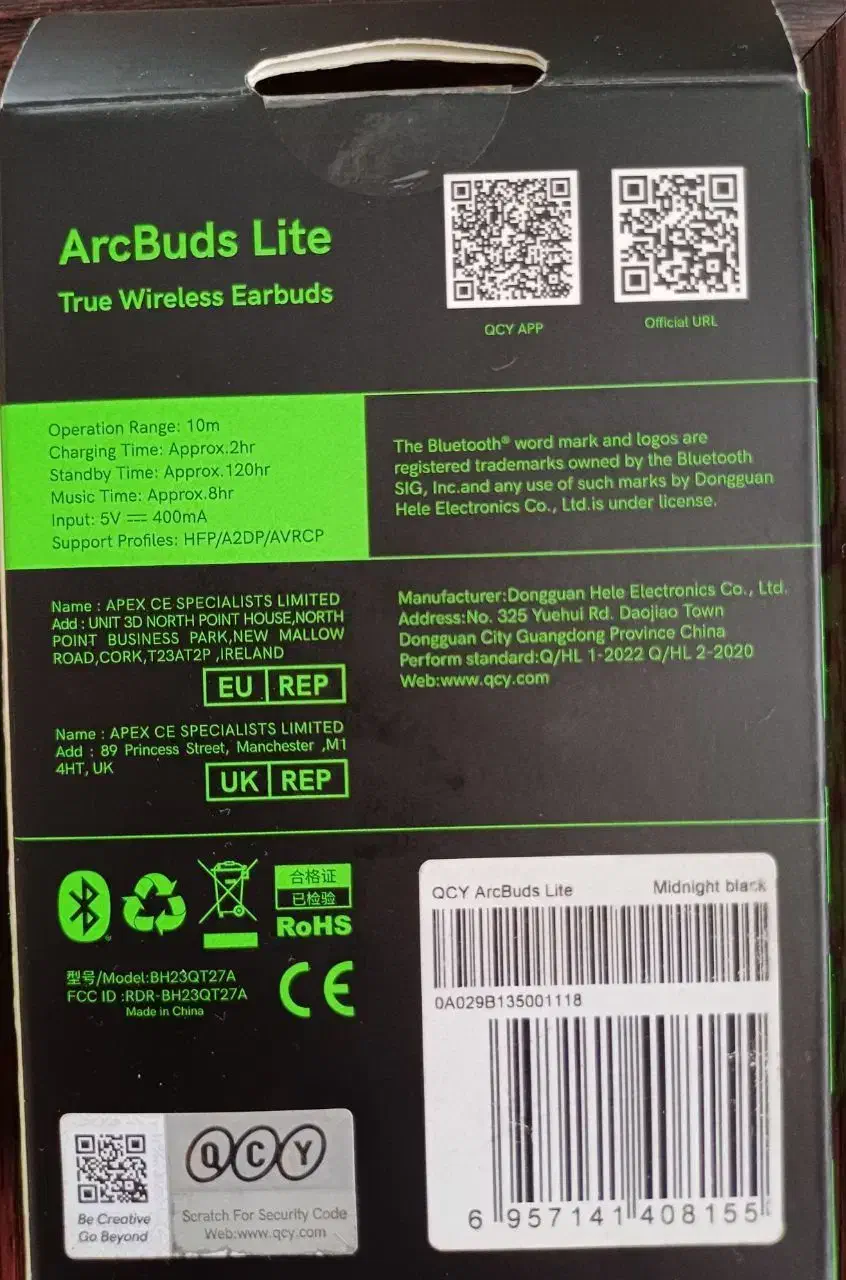 ArcBuds Lite
True Wireless Earbuds
QCY APP
Official URL
Operation Range: 10m
Charging Time: Approx.2hr
Standby Time: Approx.120hr
Music Time: Approx.8hr
Input: 5V ⎓ 400mA
Support Profiles: HFP/A2DP/AVRCP
The Bluetooth® word mark and logos are
registered trademarks owned by the Bluetooth
SIG, Inc.and any use of such marks by Dongguan
Hele Electronics Co., Ltd.is under license.
Name : APEX CE SPECIALISTS LIMITED
Add : UNIT 3D NORTH POINT HOUSE,NORTH
POINT BUSINESS PARK,NEW MALLOW
ROAD,CORK,T23AT2P ,IRELAND
EU REP
Name : APEX CE SPECIALISTS LIMITED
Add : 89 Princess Street, Manchester ,M1
4HT, UK
UK REP
Manufacturer:Dongguan Hele Electronics Co., Ltd.
Address:No. 325 Yuehui Rd. Daojiao Town
Dongguan City Guangdong Province China
Perform standard:Q/HL 1-2022 Q/HL 2-2020
Web:www.qcy.com
合格证
已检验
RoHS
型号/Model:BH23QT27A
FCC ID :RDR-BH23QT27A
Made in China
CE
QCY ArcBuds Lite Midnight black
0A029B135001118
6 957141 408155
QCY
Be Creative
Go Beyond
Scratch For Security Code
Web:www.qcy.com